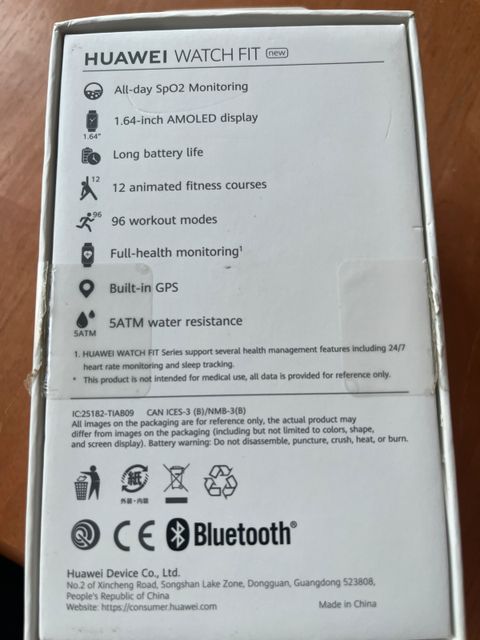 HUAWEI WATCH FIT new
All-day SpO2 Monitoring
1.64-inch AMOLED display
1.64"
Long battery life
12
12 animated fitness courses
96
96 workout modes
Full-health monitoring¹
Built-in GPS
5ATM water resistance
5ATM
1. HUAWEI WATCH FIT Series support several health management features including 24/7
heart rate monitoring and sleep tracking.
* This product is not intended for medical use, all data is provided for reference only.
IC:25182-TIAB09 CAN ICES-3 (B)/NMB-3(B)
All images on the packaging are for reference only, the actual product may
differ from images on the packaging (including but not limited to colors, shape,
and screen display). Battery warning: Do not disassemble, puncture, crush, heat, or burn.
紙
外装・内装
CE Bluetooth®
Huawei Device Co., Ltd.
No.2 of Xincheng Road, Songshan Lake Zone, Dongguan, Guangdong 523808,
People's Republic of China
Website: https://consumer.huawei.com Made in China